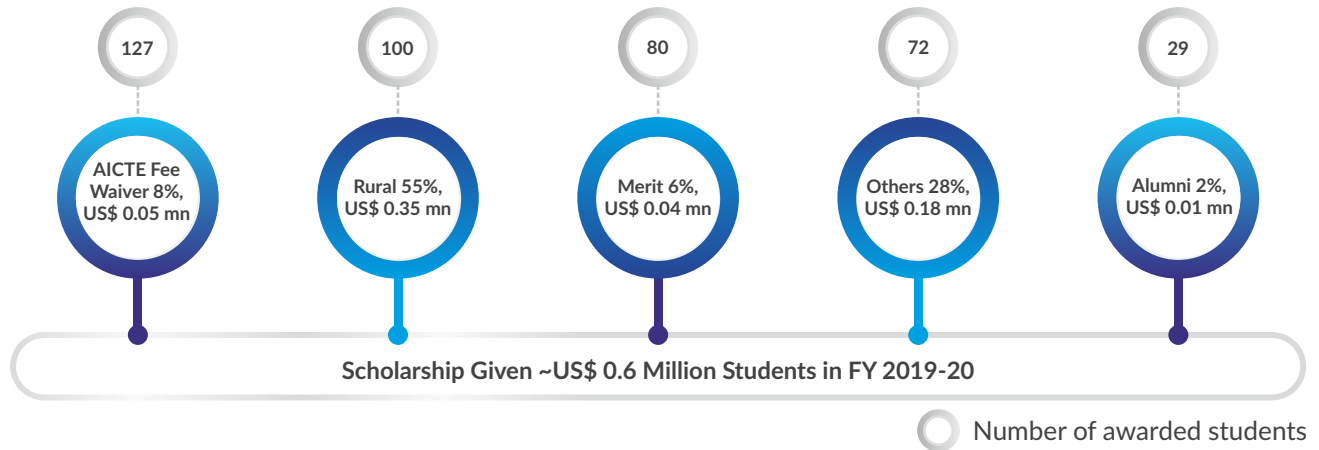 127
100
80
72
29
AICTE Fee
Waiver 8%,
US$ 0.05 mn
Rural 55%,
US$ 0.35 mn
Merit 6%,
US$ 0.04 mn
Others 28%,
US$ 0.18 mn
Alumni 2%,
US$ 0.01 mn
Scholarship Given ~US$ 0.6 Million Students in FY 2019-20
Number of awarded students